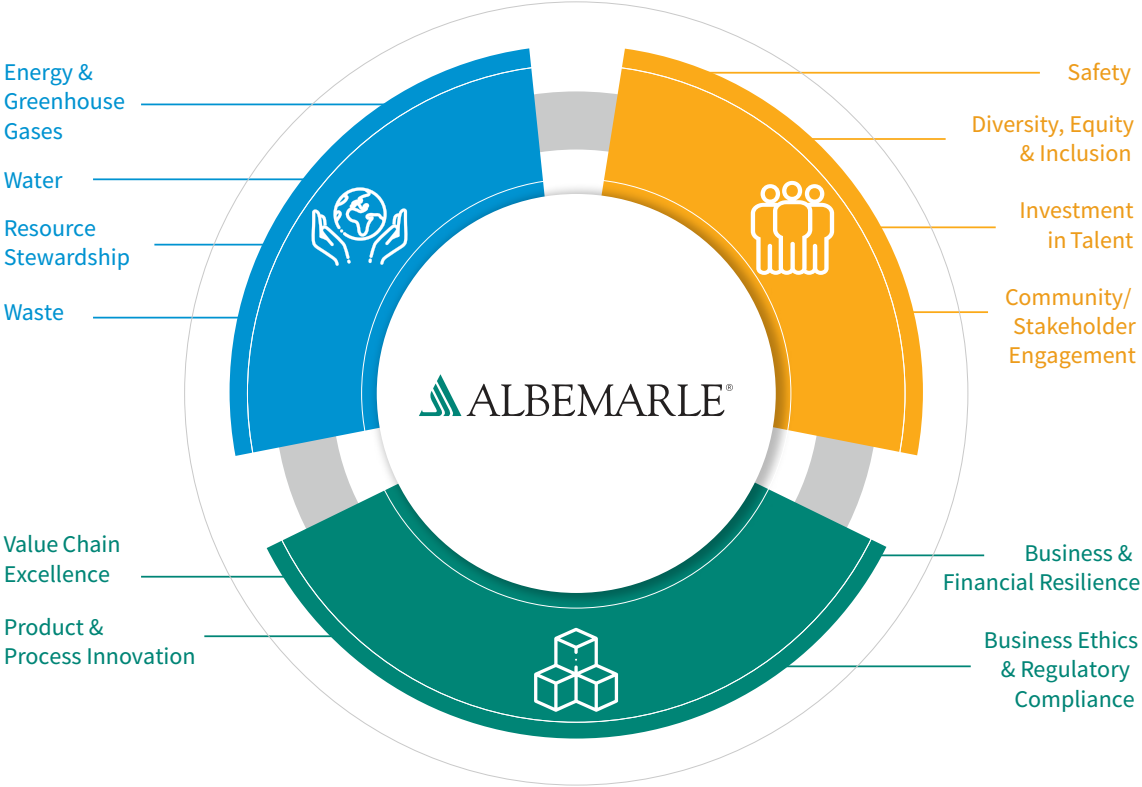 Energy &
Greenhouse
Gases
Water
Resource
Stewardship
Waste
Safety
Diversity, Equity
& Inclusion
Investment
in Talent
Community/
Stakeholder
Engagement
ALBEMARLE®
Value Chain
Excellence
Product &
Process Innovation
Business &
Financial Resilience
Business Ethics
& Regulatory
Compliance